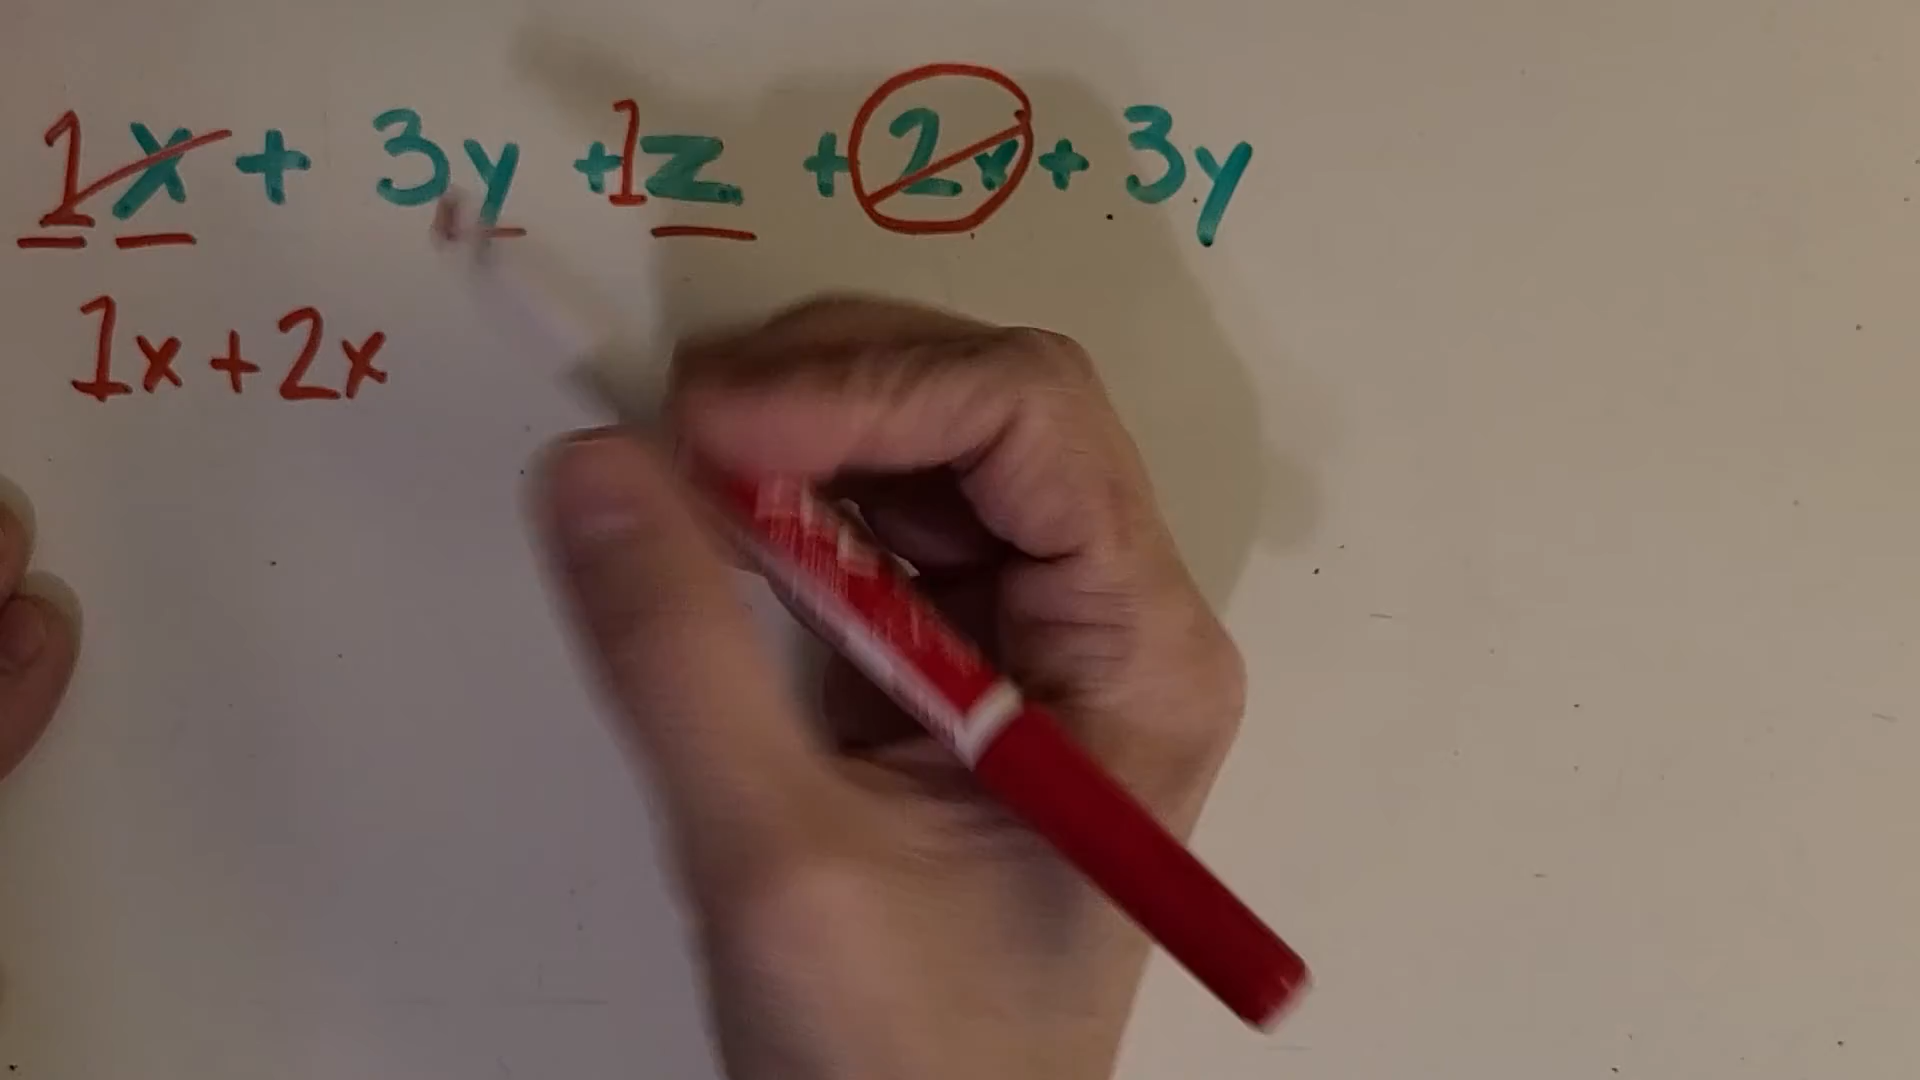 1x + 3y + 1z + 2x + 3y
1x + 2x